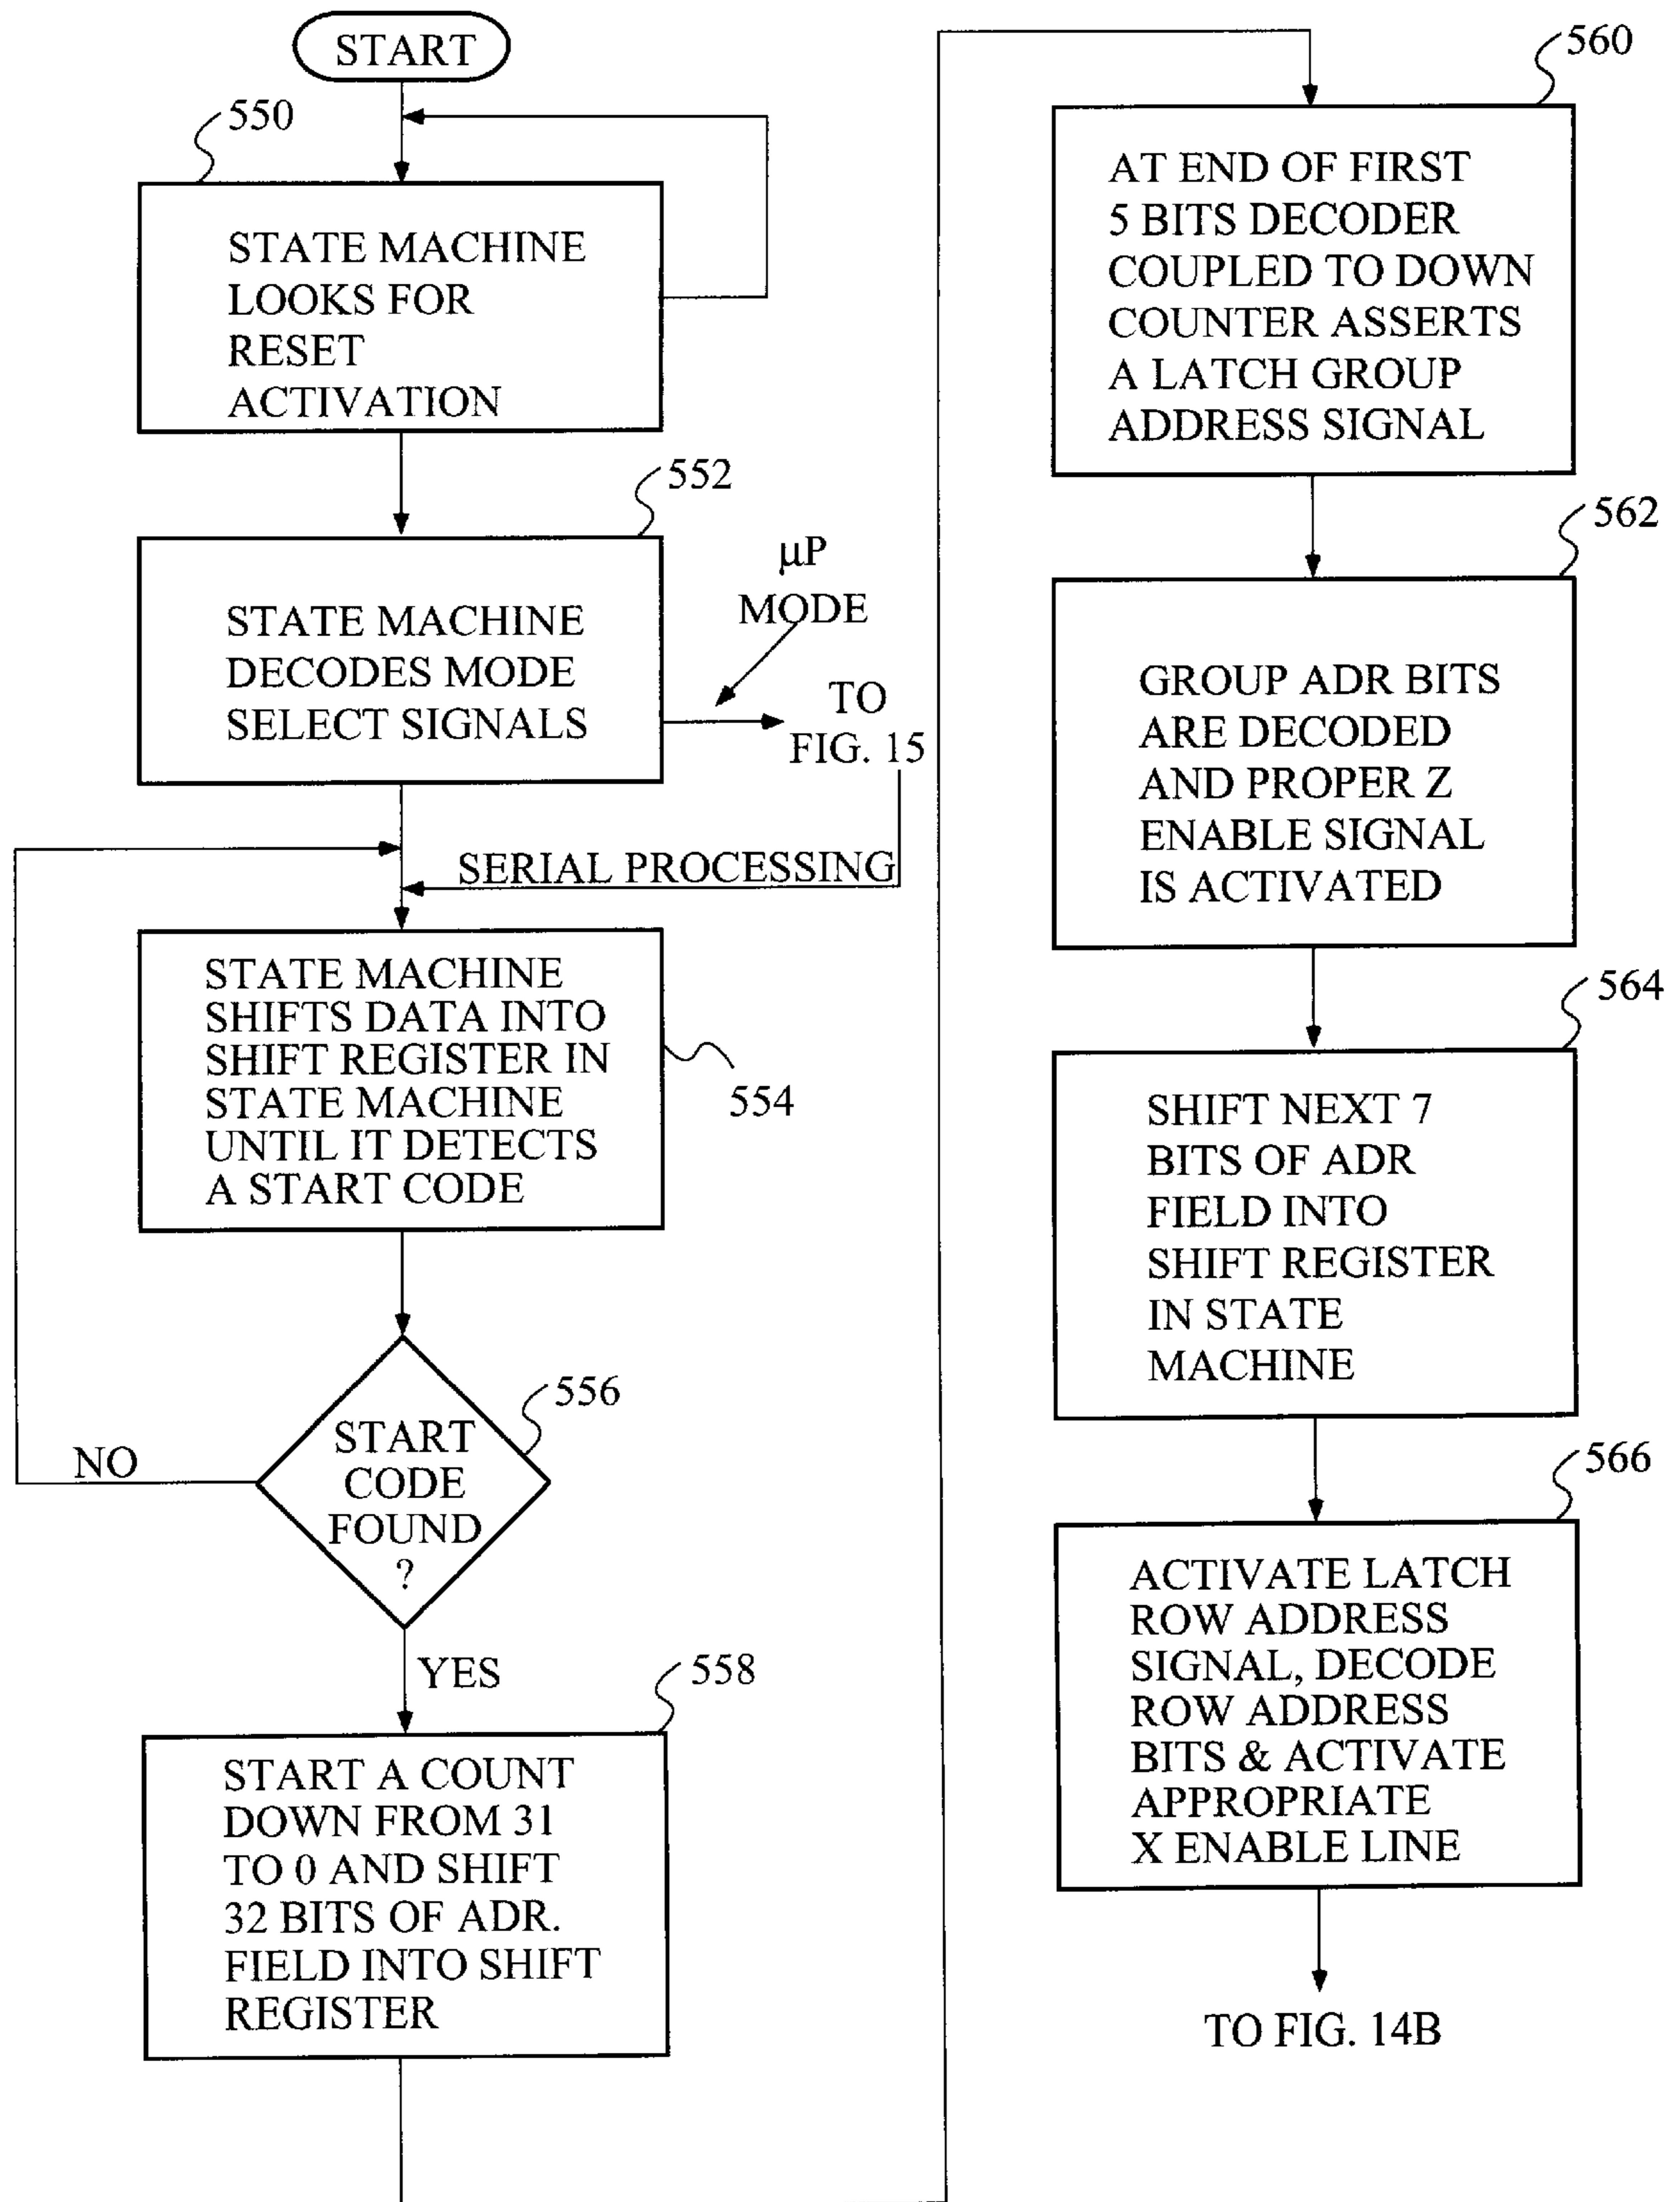 START
550
STATE MACHINE
LOOKS FOR
RESET
ACTIVATION
552
STATE MACHINE
DECODES MODE
SELECT SIGNALS
µP
MODE
TO
FIG. 15
SERIAL PROCESSING
STATE MACHINE
SHIFTS DATA INTO
SHIFT REGISTER IN
STATE MACHINE
UNTIL IT DETECTS
A START CODE
554
556
START
CODE
FOUND
?
NO
YES
558
START A COUNT
DOWN FROM 31
TO 0 AND SHIFT
32 BITS OF ADR.
FIELD INTO SHIFT
REGISTER
560
AT END OF FIRST
5 BITS DECODER
COUPLED TO DOWN
COUNTER ASSERTS
A LATCH GROUP
ADDRESS SIGNAL
562
GROUP ADR BITS
ARE DECODED
AND PROPER Z
ENABLE SIGNAL
IS ACTIVATED
564
SHIFT NEXT 7
BITS OF ADR
FIELD INTO
SHIFT REGISTER
IN STATE
MACHINE
566
ACTIVATE LATCH
ROW ADDRESS
SIGNAL, DECODE
ROW ADDRESS
BITS & ACTIVATE
APPROPRIATE
X ENABLE LINE
TO FIG. 14B